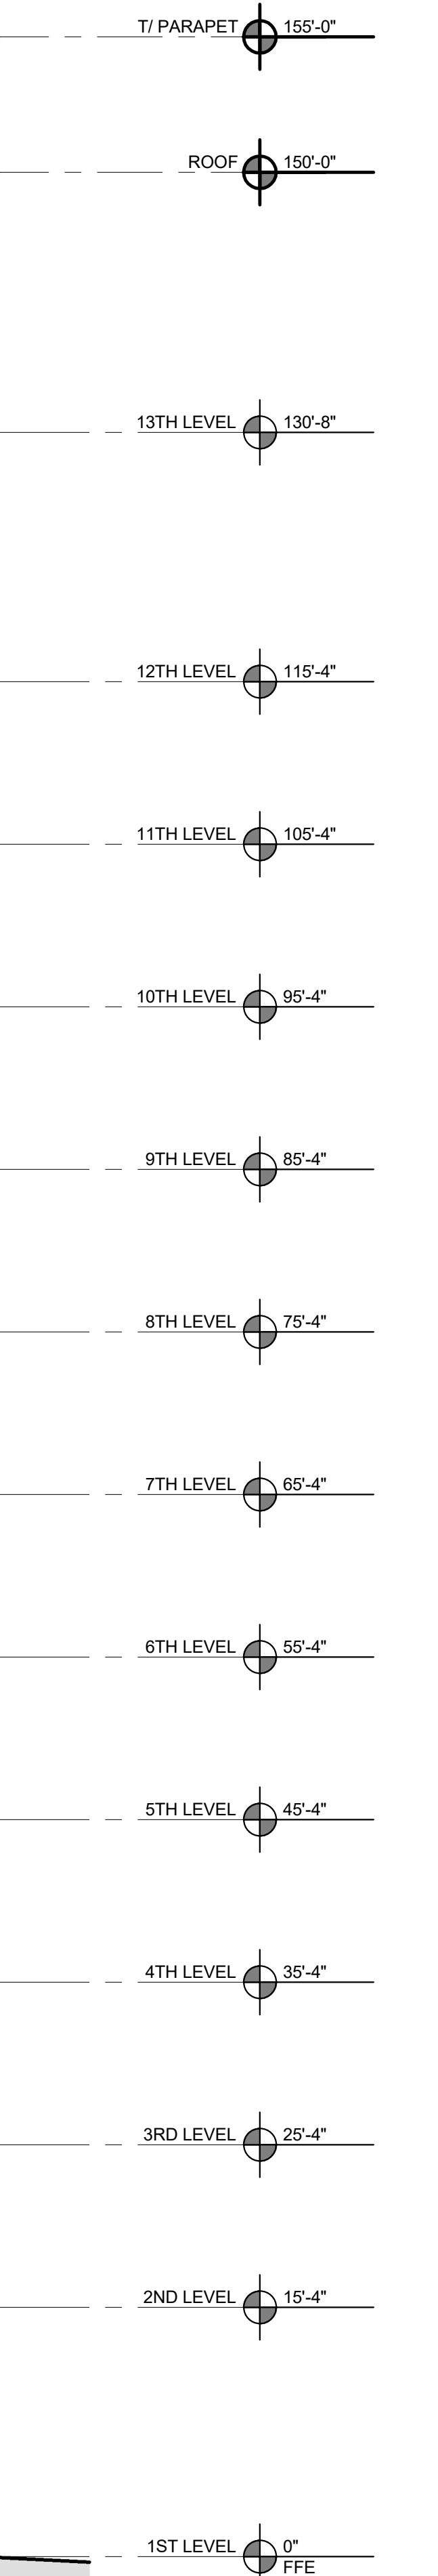 T/ PARAPET 155'-0"
ROOF 150'-0"
13TH LEVEL 130'-8"
12TH LEVEL 115'-4"
11TH LEVEL 105'-4"
10TH LEVEL 95'-4"
9TH LEVEL 85'-4"
8TH LEVEL 75'-4"
7TH LEVEL 65'-4"
6TH LEVEL 55'-4"
5TH LEVEL 45'-4"
4TH LEVEL 35'-4"
3RD LEVEL 25'-4"
2ND LEVEL 15'-4"
1ST LEVEL 0"
FFE